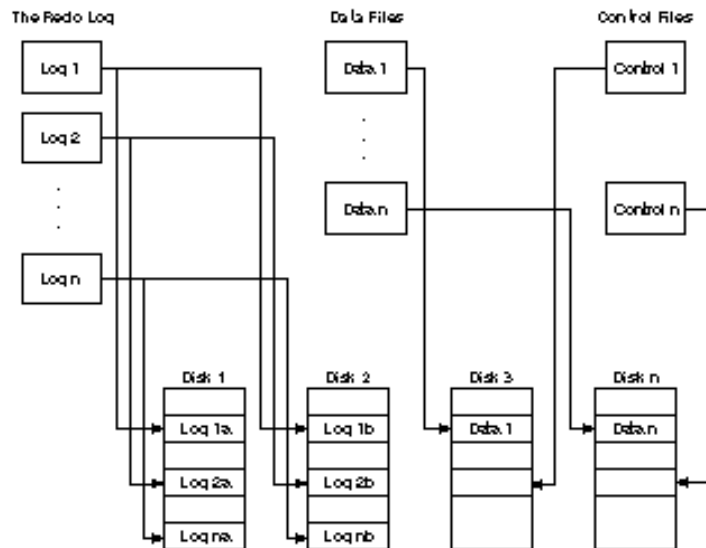 The Redo Log
Data Files
Control Files
Log 1
Data 1
Control 1
Log 2
Data n
Control n
Log n
Disk 1
Disk 2
Disk 3
Disk n
Log 1a
Log 1b
Data 1
Data n
Log 2a
Log 2b
Log na
Log nb